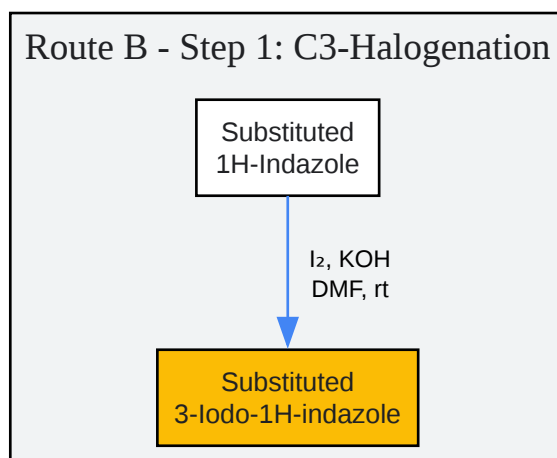 Route B - Step 1: C3-Halogenation
Substituted
1H-Indazole
I₂, KOH
DMF, rt
Substituted
3-Iodo-1H-indazole